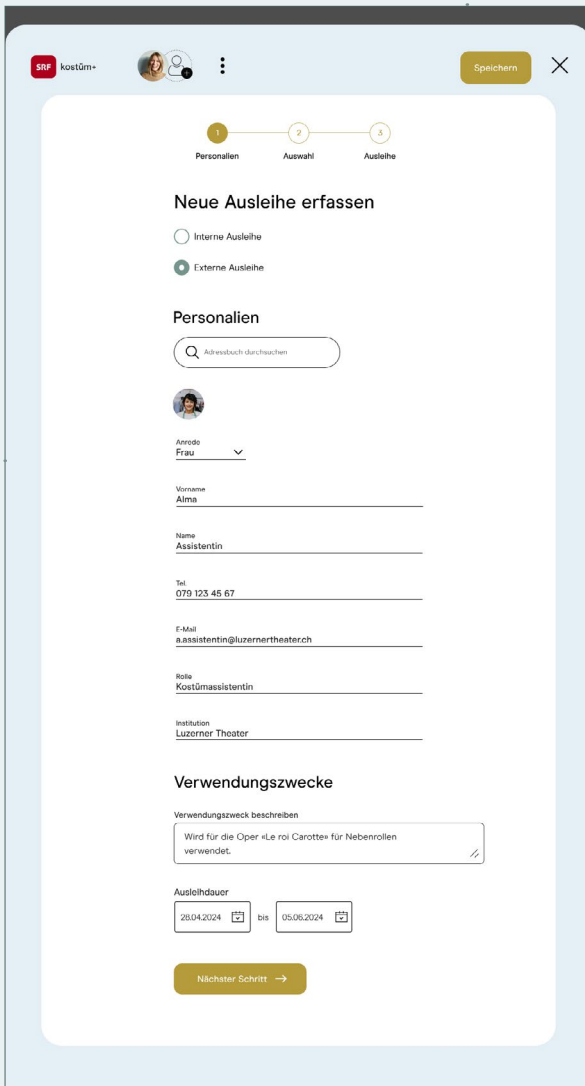 SRF kostüm+
Speichern
1 2 3
Personalien Auswahl Ausleihe
Neue Ausleihe erfassen
Interne Ausleihe
Externe Ausleihe
Personalien
Adressbuch durchsuchen
Anrede
Frau
Vorname
Alma
Name
Assistentin
Tel.
079 123 45 67
E-Mail
a.assistentin@luzernertheater.ch
Rolle
Kostümassistentin
Institution
Luzerner Theater
Verwendungszwecke
Verwendungszweck beschreiben
Wird für die Oper «Le roi Carotte» für Nebenrollen
verwendet.
Ausleihdauer
28.04.2024 bis 05.06.2024
Nächster Schritt →